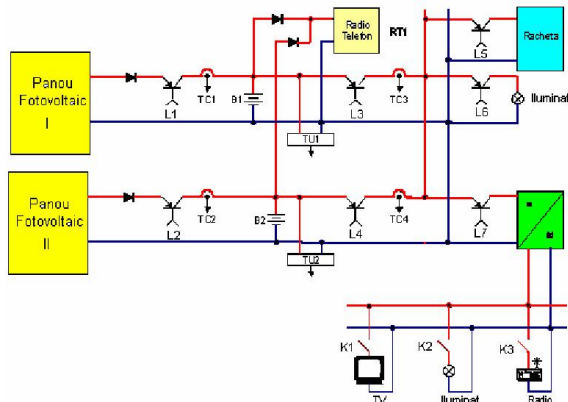 Radio
Telefon
RT1
Racheta
L5
Panou
Fotovoltaic
I
L1
TC1
B1
L3
TC3
L6
Iluminat
TU1
Panou
Fotovoltaic
II
L2
TC2
B2
L4
TC4
L7
TU2
K1
K2
K3
TV
Iluminat
Radio